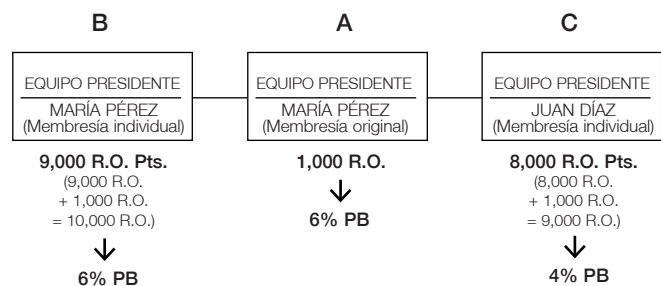 B
EQUIPO PRESIDENTE
MARÍA PÉREZ
(Membresía individual)
9,000 R.O. Pts.
(9,000 R.O.
+ 1,000 R.O.
= 10,000 R.O.)
6% PB
A
EQUIPO PRESIDENTE
MARÍA PÉREZ
(Membresía original)
1,000 R.O.
6% PB
C
EQUIPO PRESIDENTE
JUAN DÍAZ
(Membresía individual)
8,000 R.O. Pts.
(8,000 R.O.
+ 1,000 R.O.
= 9,000 R.O.)
4% PB